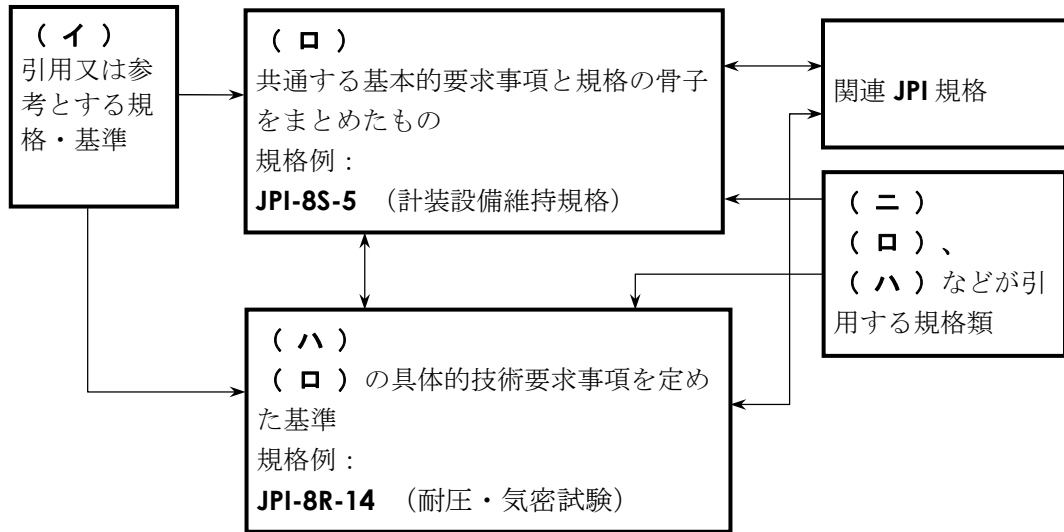 （ イ ）
引用又は参
考とする規
格・基準
（ ロ ）
共通する基本的要求事項と規格の骨子
をまとめたもの
規格例：
JPI-8S-5 （計装設備維持規格）
関連 JPI 規格
（ ニ ）
（ ロ ）、
（ ハ ）などが引
用する規格類
（ ハ ）
（ ロ ）の具体的技術要求事項を定め
た基準
規格例：
JPI-8R-14 （耐圧・気密試験）